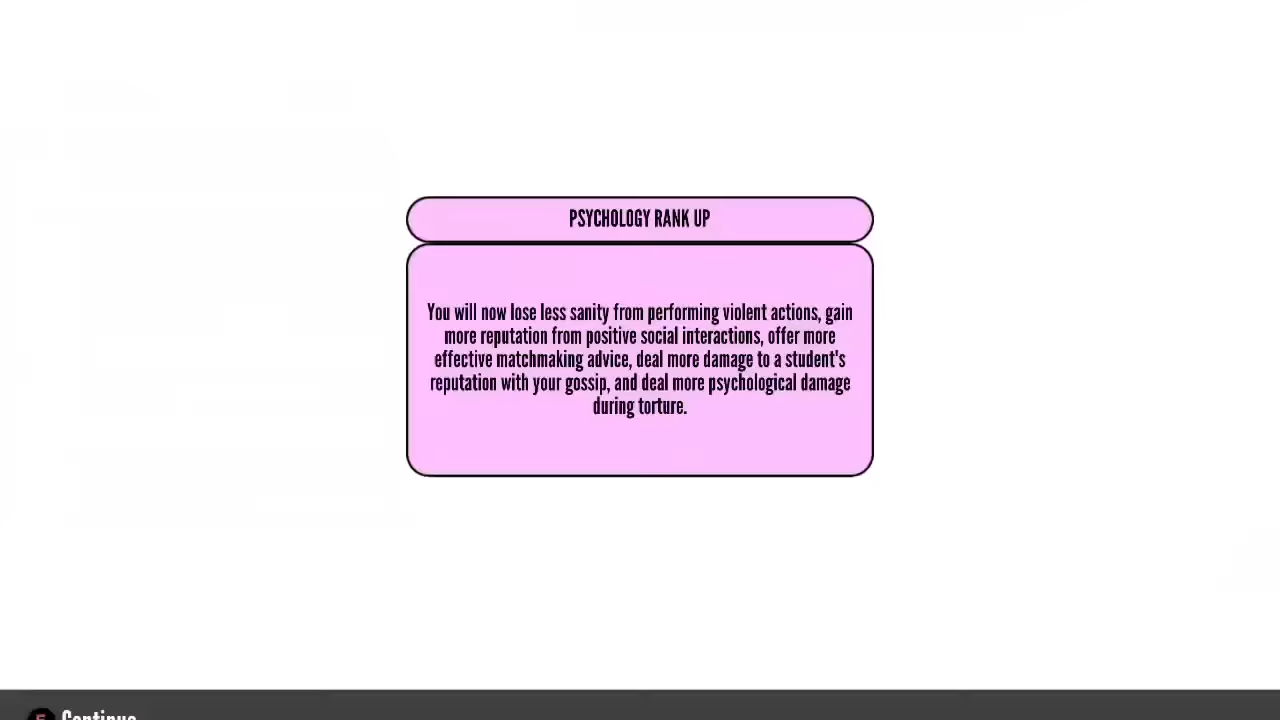 PSYCHOLOGY RANK UP
You will now lose less sanity from performing violent actions, gain
more reputation from positive social interactions, offer more
effective matchmaking advice, deal more damage to a student's
reputation with your gossip, and deal more psychological damage
during torture.
E Continue